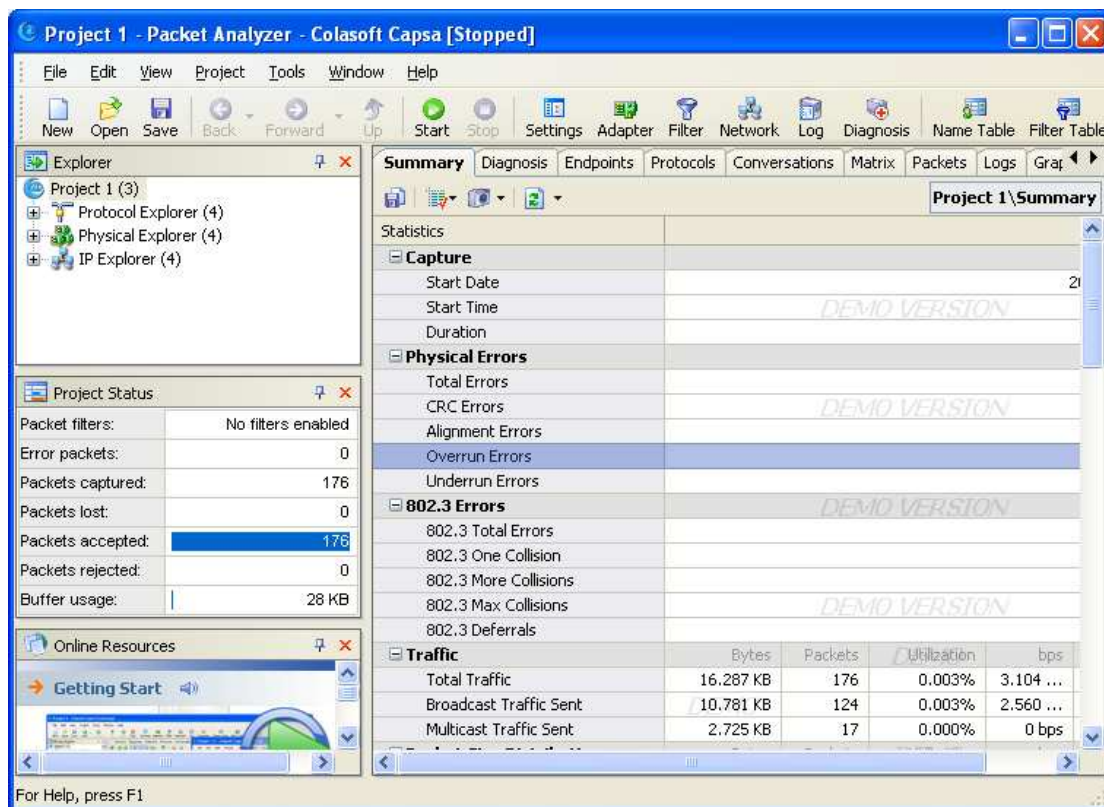 Project 1 - Packet Analyzer - Colasoft Capsa [Stopped]
File Edit View Project Tools Window Help
New Open Save Back Forward Up Start Stop Settings Adapter Filter Network Log Diagnosis Name Table Filter Table
Explorer
Project 1 (3)
Protocol Explorer (4)
Physical Explorer (4)
IP Explorer (4)
Project Status
Packet filters: No filters enabled
Error packets: 0
Packets captured: 176
Packets lost: 0
Packets accepted: 176
Packets rejected: 0
Buffer usage: 28 KB
Online Resources
Getting Start
Summary Diagnosis Endpoints Protocols Conversations Matrix Packets Logs Grap
Project 1\Summary
Statistics
Capture
Start Date 20
Start Time DEMO VERSION
Duration
Physical Errors
Total Errors
CRC Errors DEMO VERSION
Alignment Errors
Overrun Errors
Underrun Errors
802.3 Errors DEMO VERSION
802.3 Total Errors
802.3 One Collision
802.3 More Collisions
802.3 Max Collisions DEMO VERSION
802.3 Deferrals
Traffic Bytes Packets Utilization bps
Total Traffic 16.287 KB 176 0.003% 3.104 ...
Broadcast Traffic Sent 10.781 KB 124 0.003% 2.560 ...
Multicast Traffic Sent 2.725 KB 17 0.000% 0 bps
For Help, press F1